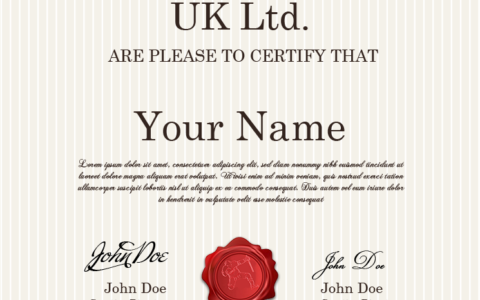 UK Ltd.
ARE PLEASE TO CERTIFY THAT
Your Name
Lorem ipsum dolor sit amet, consectetuer adipiscing elit, sed diam nonummy nibh euismod tincidunt ut
laoreet dolore magna aliquam erat volutpat. Ut wisi enim ad minim veniam, quis nostrud exerci tation
ullamcorper suscipit lobortis nisl ut aliquip ex ea commodo consequat. Duis autem vel eum iriure dolor
in hendrerit in vulputate velit esse molestie consequat
John Doe John Doe
John Doe John Doe